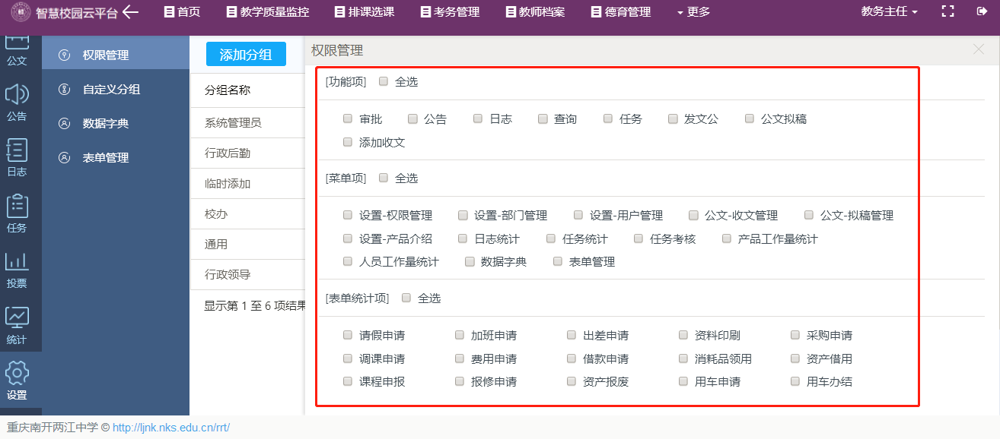 智慧校园云平台 首页 教学质量监控 排课选课 考务管理 教师档案 德育管理 更多 教务主任
公文
公告
日志
任务
投票
统计
设置
权限管理
自定义分组
数据字典
表单管理
添加分组
分组名称
系统管理员
行政后勤
临时添加
校办
通用
行政领导
显示第 1 至 6 项结果
权限管理
[功能项] 全选
审批 公告 日志 查询 任务 发文公 公文拟稿
添加收文
[菜单项] 全选
设置-权限管理 设置-部门管理 设置-用户管理 公文-收文管理 公文-拟稿管理
设置-产品介绍 日志统计 任务统计 任务考核 产品工作量统计
人员工作量统计 数据字典 表单管理
[表单统计项] 全选
请假申请 加班申请 出差申请 资料印刷 采购申请
调课申请 费用申请 借款申请 消耗品领用 资产借用
课程申报 报修申请 资产报废 用车申请 用车办结
重庆南开两江中学 © http://ljnk.nks.edu.cn/rrt/